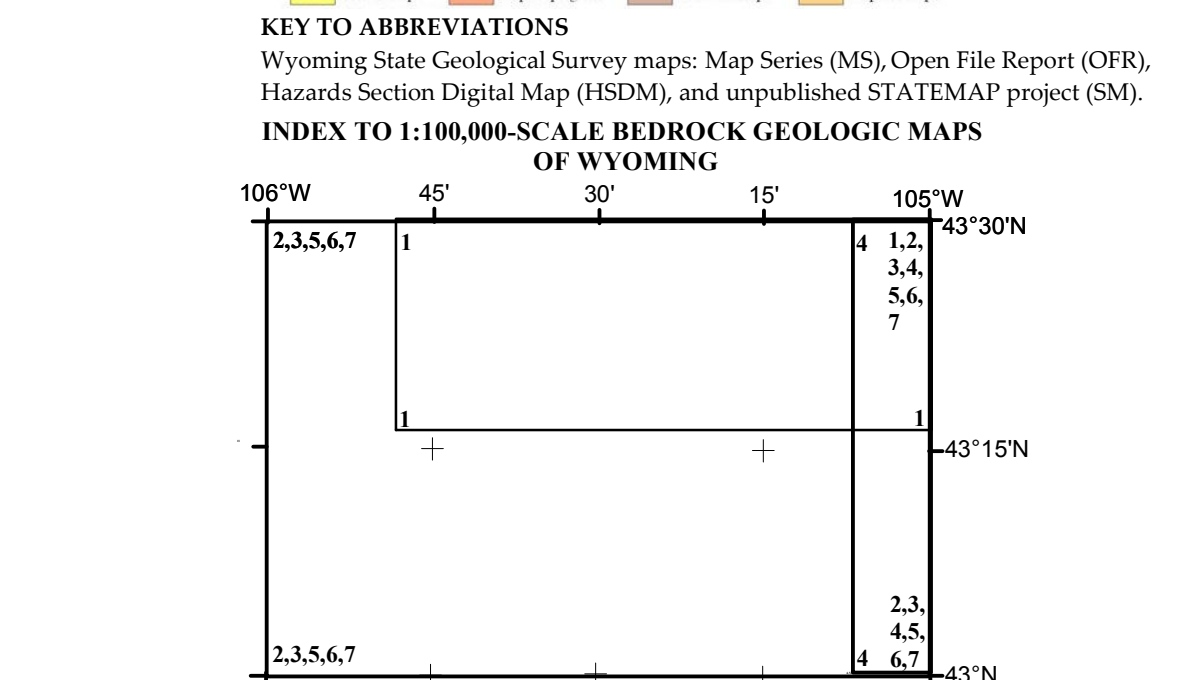 KEY TO ABBREVIATIONS
Wyoming State Geological Survey maps: Map Series (MS), Open File Report (OFR),
Hazards Section Digital Map (HSDM), and unpublished STATEMAP project (SM).
INDEX TO 1:100,000-SCALE BEDROCK GEOLOGIC MAPS
OF WYOMING
106°W 45' 30' 15' 105°W
43°30'N
2,3,5,6,7 1 4 1,2,
3,4,
5,6,
7
1 1
43°15'N
2,3,
4,5,
2,3,5,6,7 4 6,7
43°N